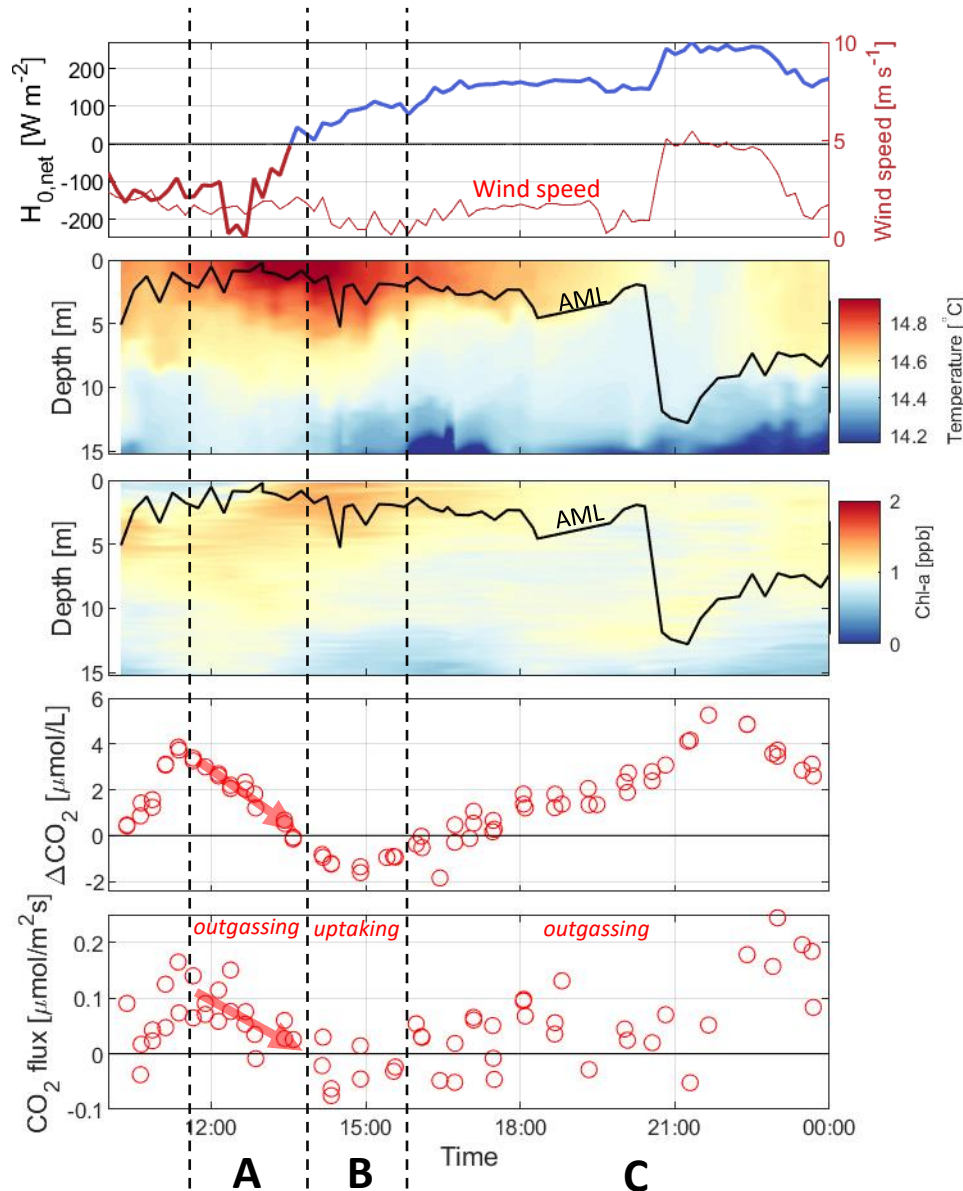 H0,net [W m-2]
200
100
0
-100
-200
Wind speed
10
5
0
Wind speed [m s-1]
Depth [m]
0
5
10
15
AML
14.8
14.6
14.4
14.2
Temperature [°C]
Depth [m]
0
5
10
15
AML
2
1
0
Chl-a [ppb]
ΔCO2 [μmol/L]
6
4
2
0
-2
CO2 flux [μmol/m2s]
0.2
0.1
0
-0.1
outgassing
uptaking
outgassing
12:00
15:00
18:00
21:00
00:00
Time
A
B
C